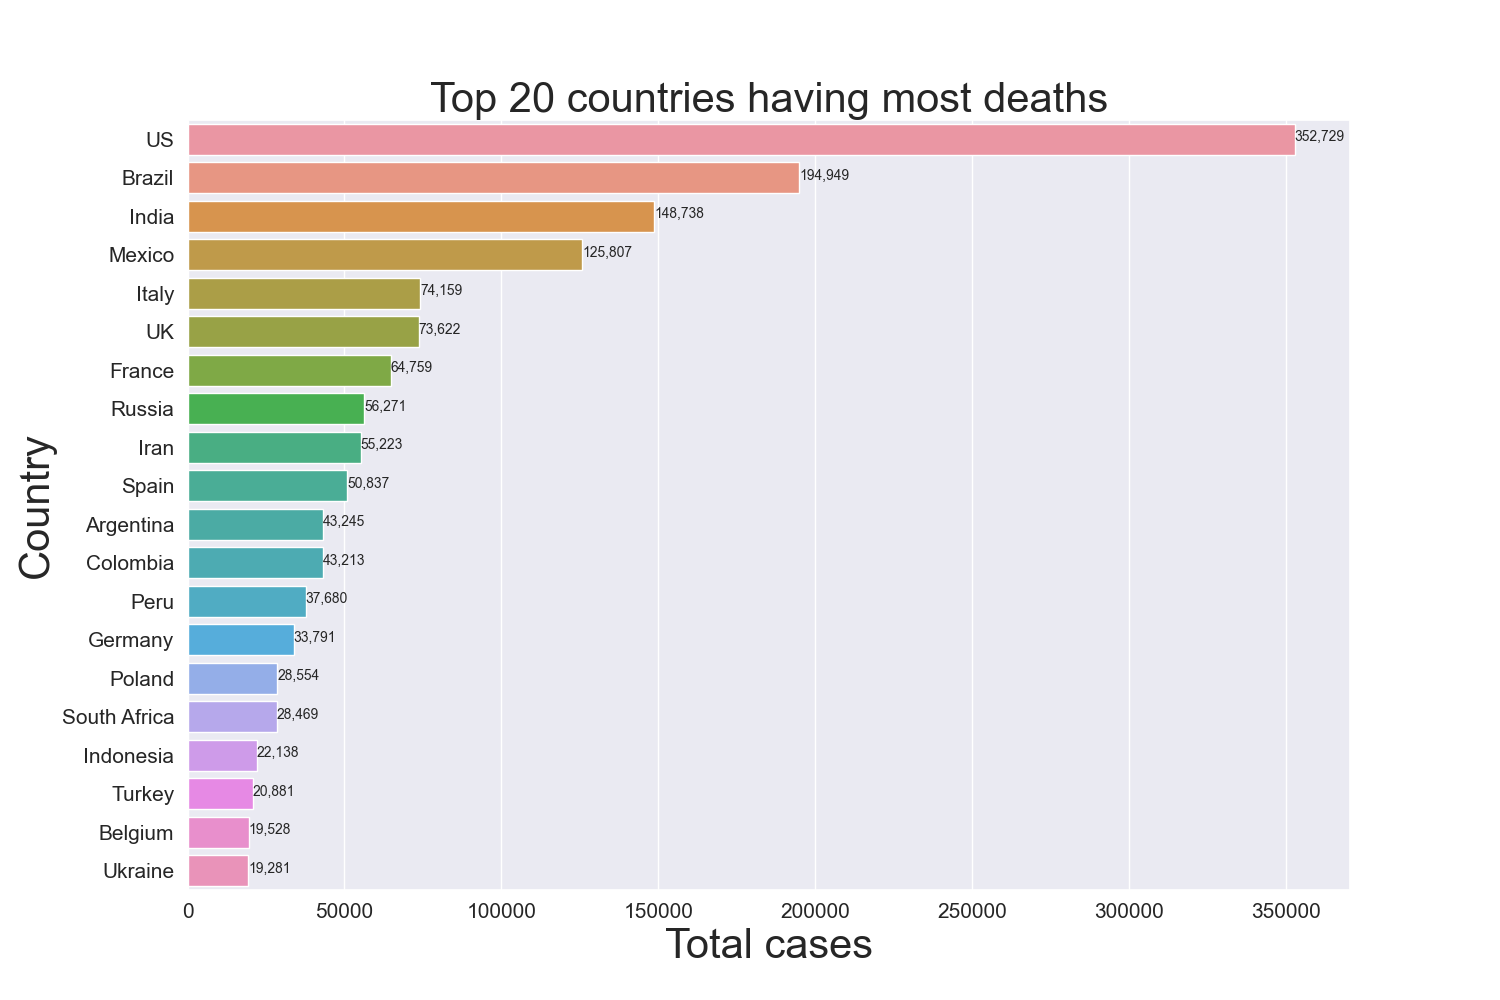 Top 20 countries having most deaths
US 352,729
Brazil 194,949
India 148,738
Mexico 125,807
Italy 74,159
UK 73,622
France 64,759
Russia 56,271
Iran 55,223
Spain 50,837
Argentina 43,245
Colombia 43,213
Peru 37,680
Germany 33,791
Poland 28,554
South Africa 28,469
Indonesia 22,138
Turkey 20,881
Belgium 19,528
Ukraine 19,281
Country
0 50000 100000 150000 200000 250000 300000 350000
Total cases